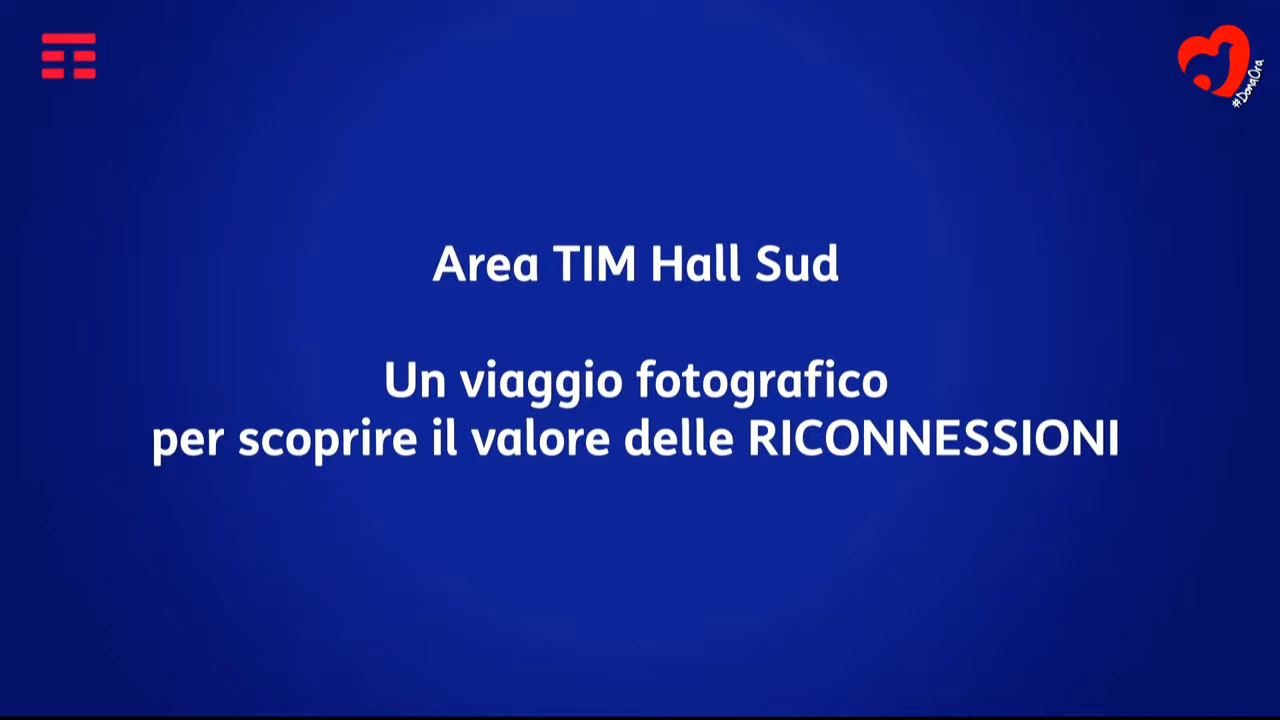 #DonaOra
Area TIM Hall Sud
Un viaggio fotografico
per scoprire il valore delle RICONNESSIONI